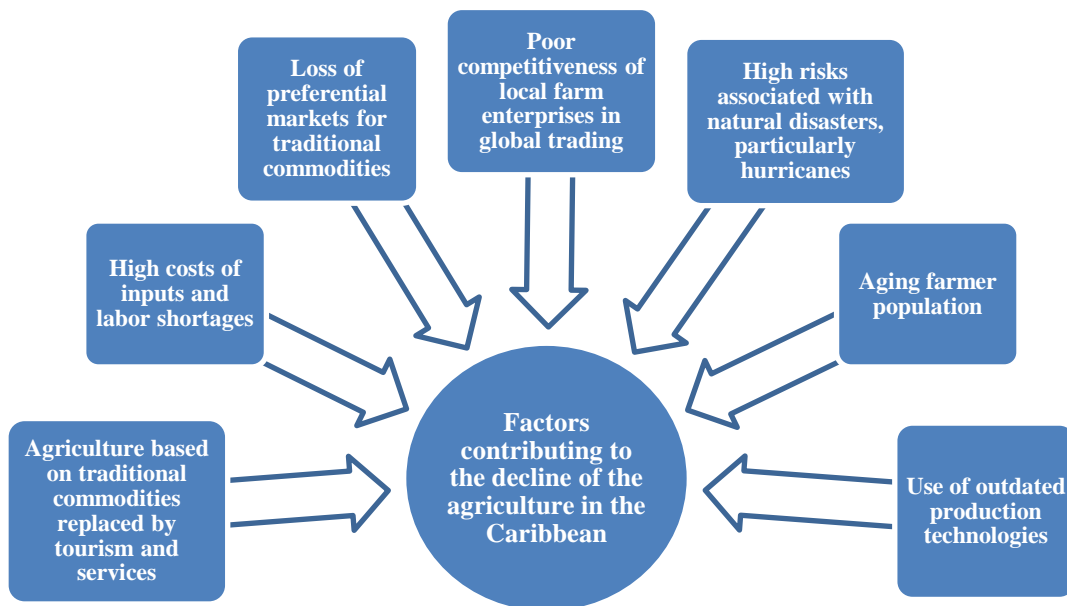 Poor
competitiveness of
local farm
enterprises in
global trading
Loss of
preferential
markets for
traditional
commodities
High risks
associated with
natural disasters,
particularly
hurricanes
High costs of
inputs and
labor shortages
Aging farmer
population
Agriculture based
on traditional
commodities
replaced by
tourism and
services
Factors
contributing to
the decline of the
agriculture in the
Caribbean
Use of outdated
production
technologies